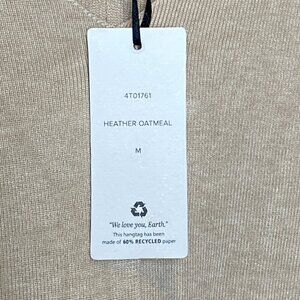 4T01761
HEATHER OATMEAL
M
"We love you, Earth."
This hangtag has been
made of 60% RECYCLED paper